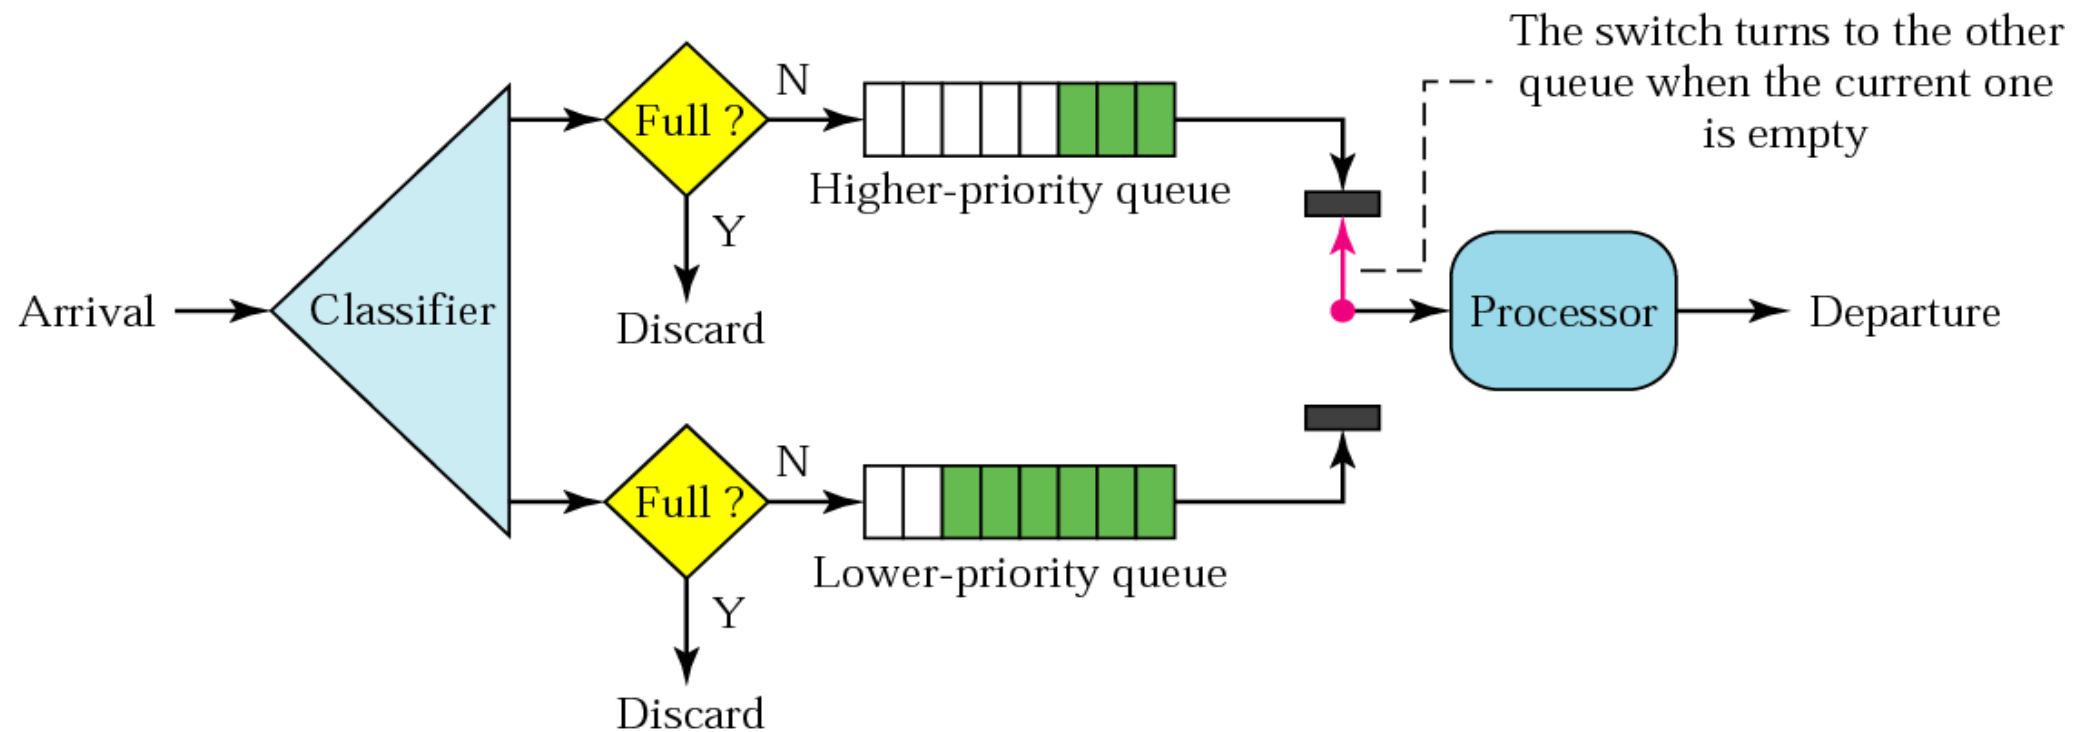 The switch turns to the other
queue when the current one
is empty
N
Full ?
Higher-priority queue
Y
Arrival
Classifier
Discard
Processor
Departure
N
Full ?
Lower-priority queue
Y
Discard